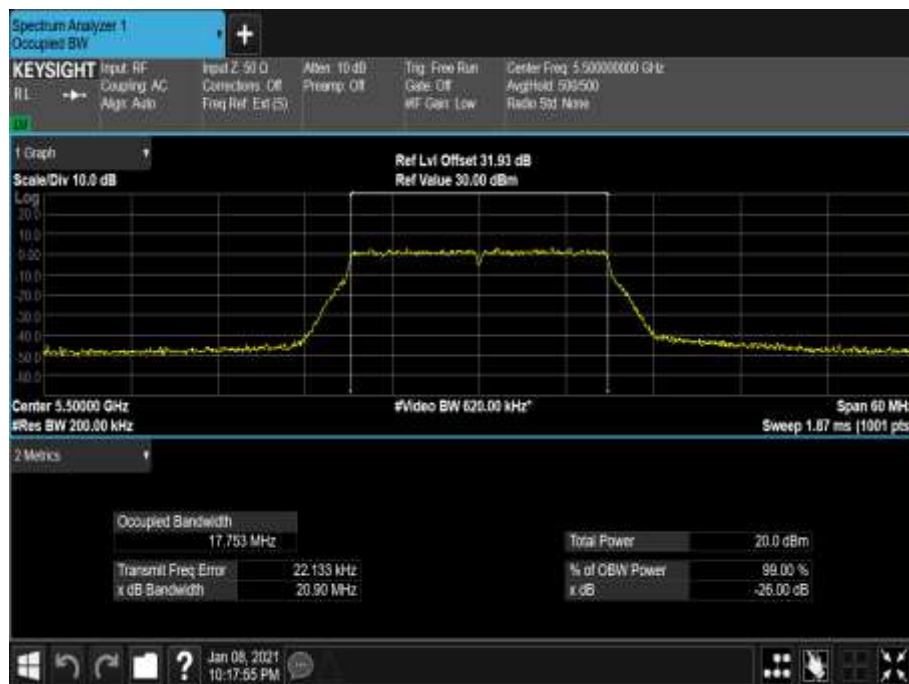 Spectrum Analyzer 1
Occupied BW
+
KEYSIGHT Input: RF Input Z: 50 Ω Atten: 10 dB Trig: Free Run Center Freq: 5.500000000 GHz
RL Coupling: AC Corrections: Off Preamp: Off Gate: Off Avg|Hold: 500/500
Align: Auto Freq Ref: Ext (S) #IF Gain: Low Radio Std: None
1 Graph
Ref Lvl Offset 31.93 dB
Scale/Div 10.0 dB Ref Value 30.00 dBm
Log
20.0
10.0
0.00
-10.0
-20.0
-30.0
-40.0
-50.0
-60.0
Center 5.50000 GHz #Video BW 620.00 kHz* Span 60 MH
#Res BW 200.00 kHz Sweep 1.87 ms (1001 pts
2 Metrics
Occupied Bandwidth
17.753 MHz Total Power 20.0 dBm
Transmit Freq Error 22.133 kHz % of OBW Power 99.00 %
x dB Bandwidth 20.90 MHz x dB -26.00 dB
? Jan 08, 2021
10:17:55 PM